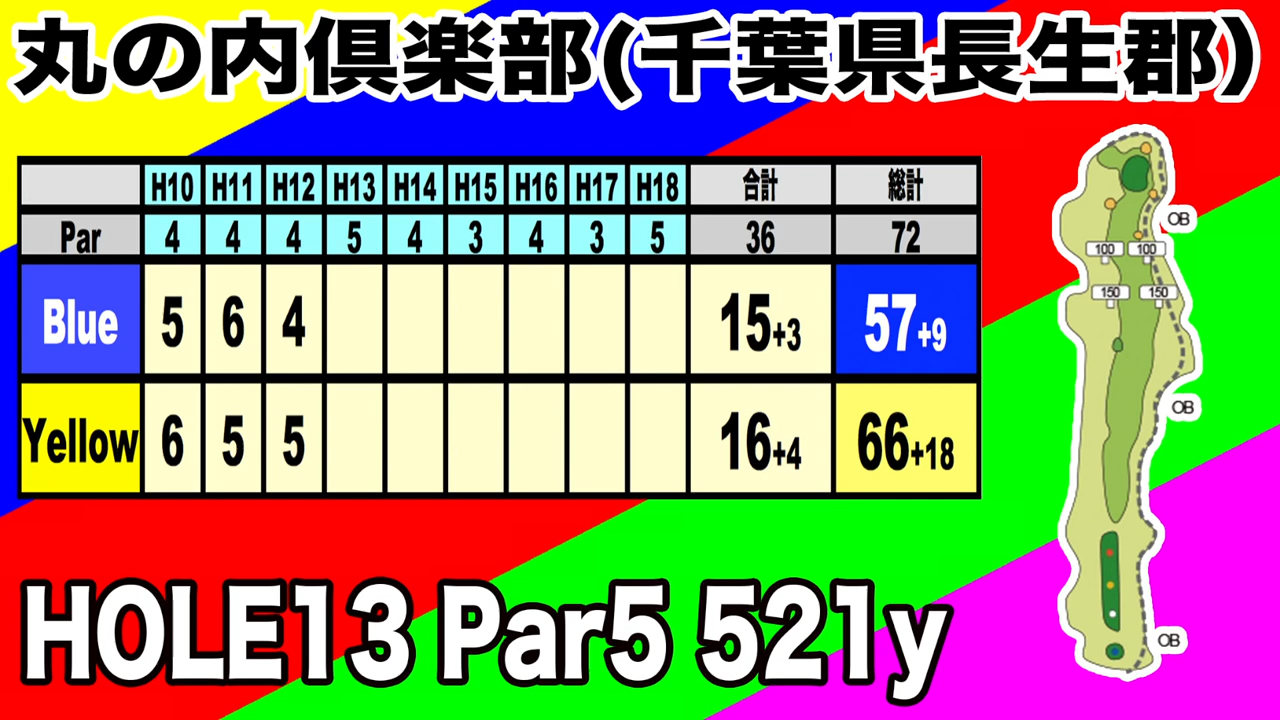 丸の内倶楽部(千葉県長生郡)
H10 H11 H12 H13 H14 H15 H16 H17 H18 合計 総計
Par 4 4 4 5 4 3 4 3 5 36 72
Blue 5 6 4 15+3 57+9
Yellow 6 5 5 16+4 66+18
OB
100 100
150 150
OB
OB
HOLE13 Par5 521y